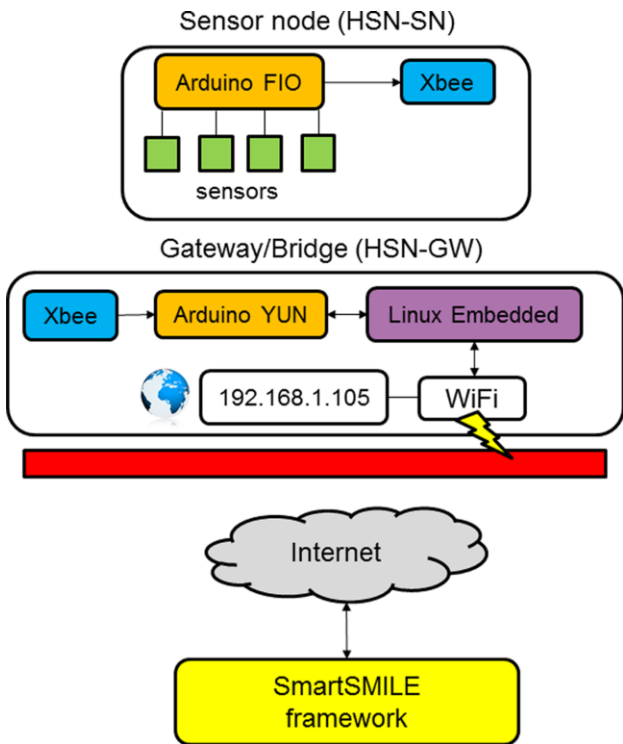 Sensor node (HSN-SN)
Arduino FIO
Xbee
sensors
Gateway/Bridge (HSN-GW)
Xbee
Arduino YUN
Linux Embedded
192.168.1.105
WiFi
Internet
SmartSMILE
framework